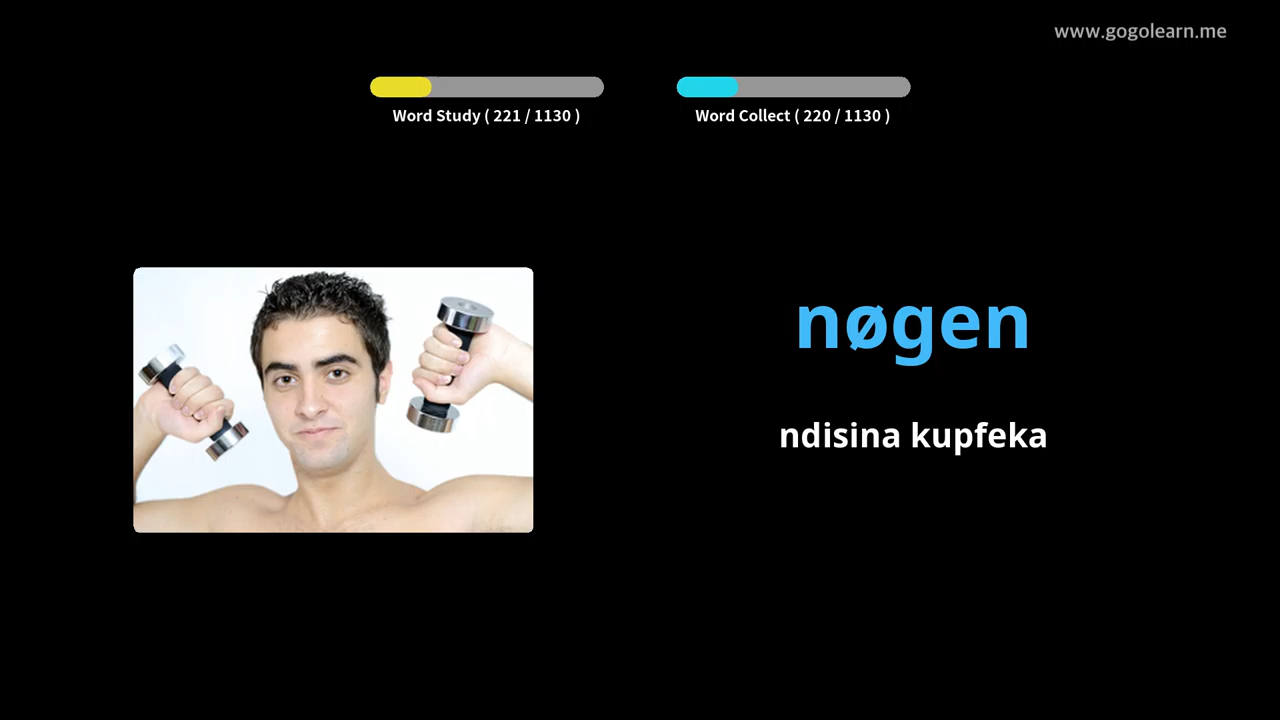 www.gogolearn.me
Word Study ( 221 / 1130 )
Word Collect ( 220 / 1130 )
nøgen
ndisina kupfeka